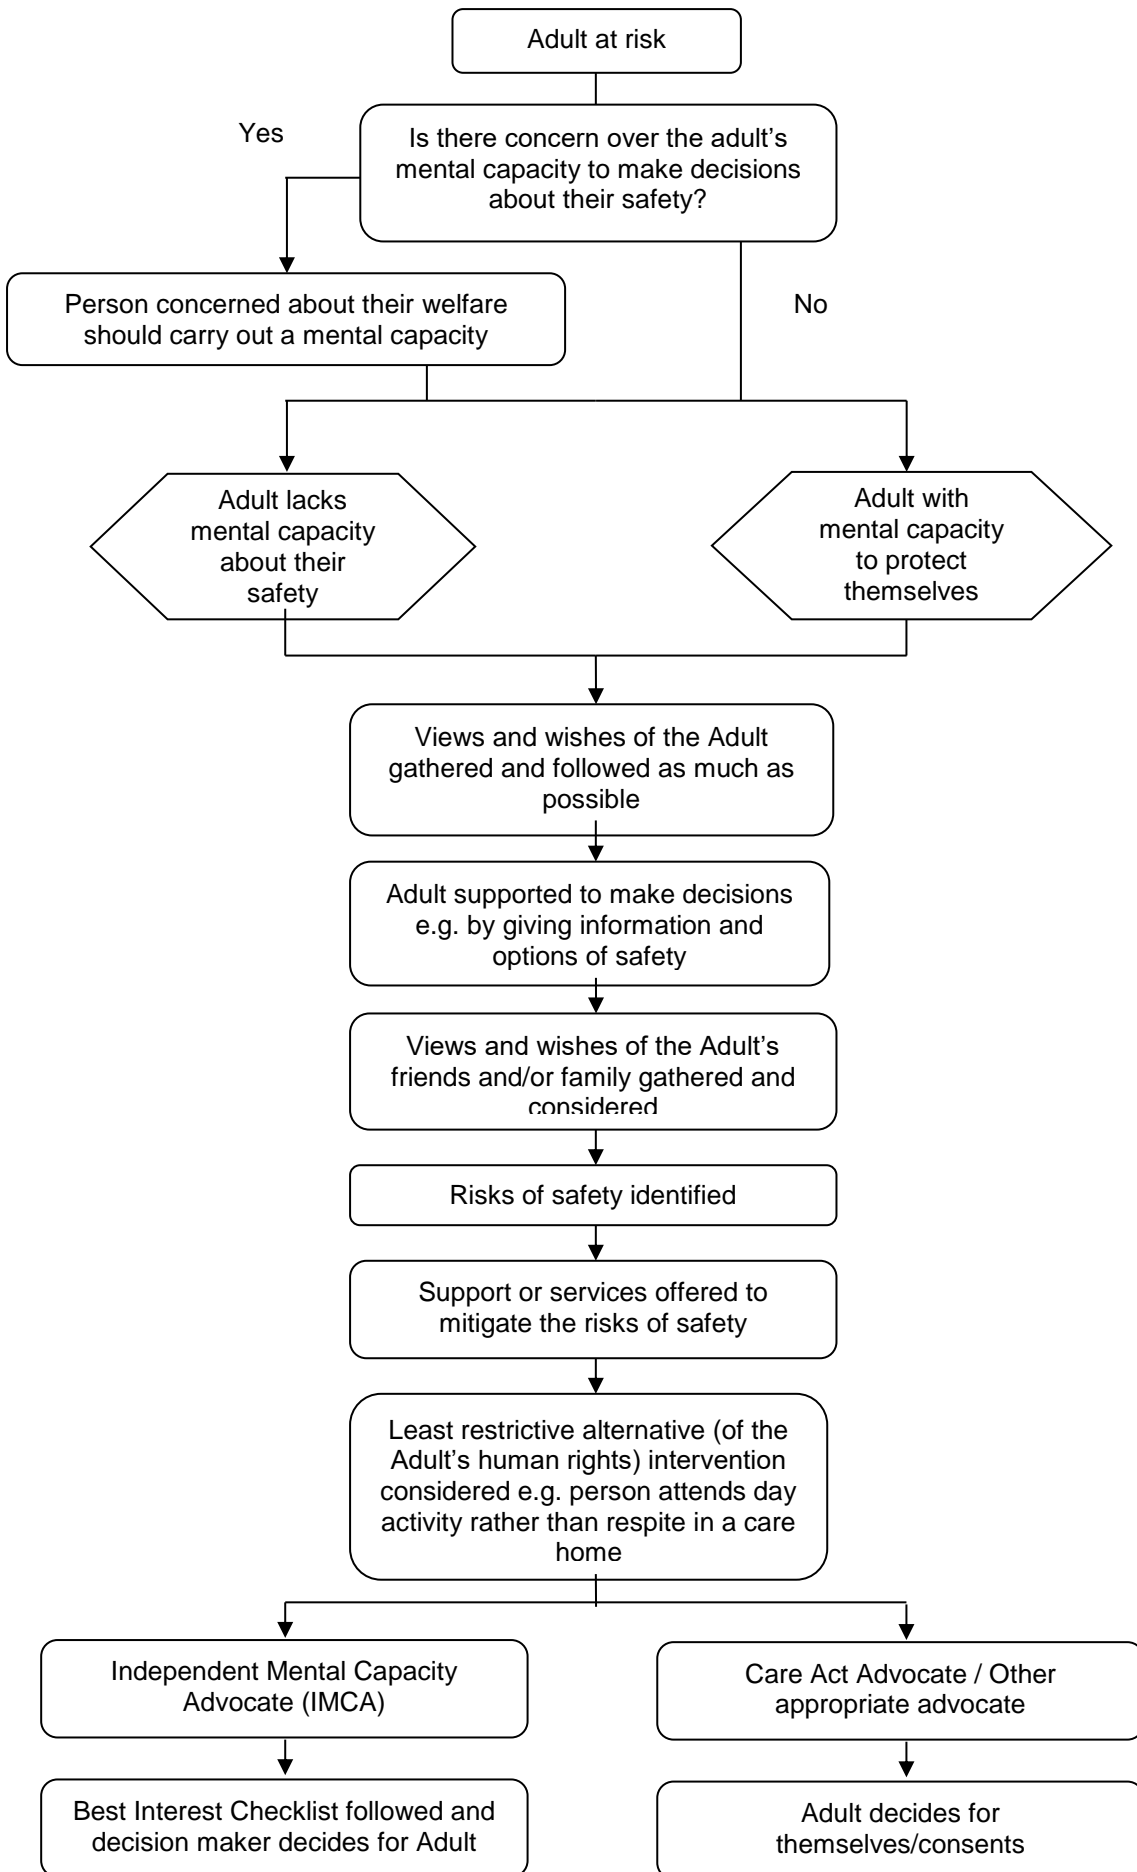 Adult at risk
Yes
Is there concern over the adult’s
mental capacity to make decisions
about their safety?
Person concerned about their welfare
should carry out a mental capacity
No
Adult lacks
mental capacity
about their
safety
Adult with
mental capacity
to protect
themselves
Views and wishes of the Adult
gathered and followed as much as
possible
Adult supported to make decisions
e.g. by giving information and
options of safety
Views and wishes of the Adult’s
friends and/or family gathered and
considered
Risks of safety identified
Support or services offered to
mitigate the risks of safety
Least restrictive alternative (of the
Adult’s human rights) intervention
considered e.g. person attends day
activity rather than respite in a care
home
Independent Mental Capacity
Advocate (IMCA)
Care Act Advocate / Other
appropriate advocate
Best Interest Checklist followed and
decision maker decides for Adult
Adult decides for
themselves/consents